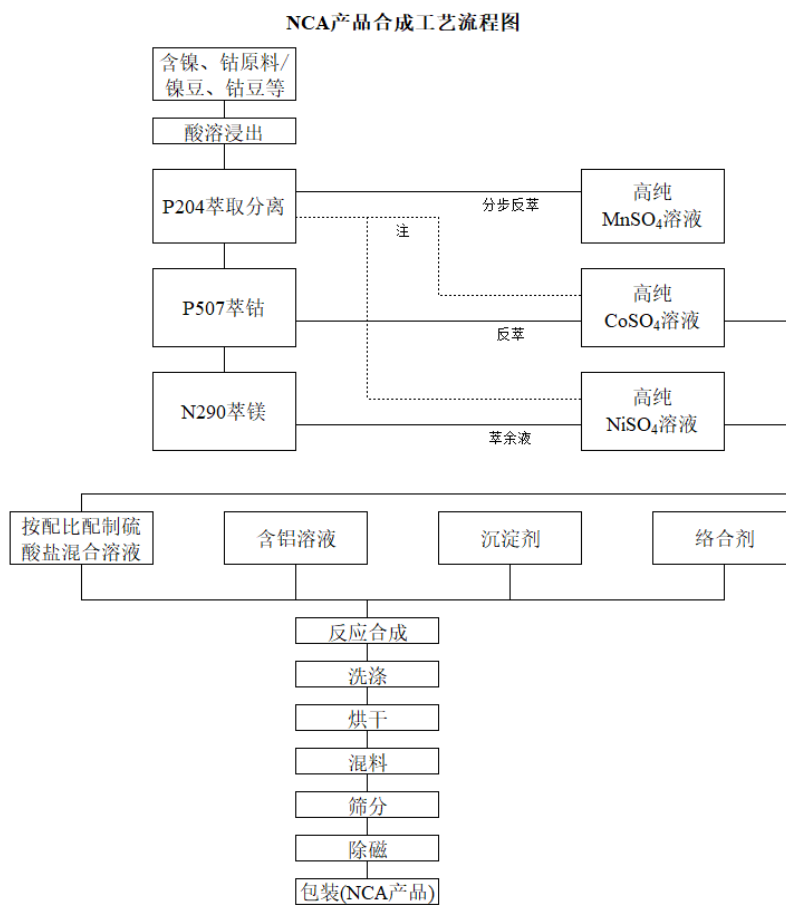 NCA产品合成工艺流程图
含镍、钴原料/
镍豆、钴豆等
酸溶浸出
P204萃取分离
分步反萃
高纯
MnSO₄溶液
注
P507萃钴
反萃
高纯
CoSO₄溶液
N290萃镁
萃余液
高纯
NiSO₄溶液
按配比配制硫
酸盐混合溶液
含铝溶液
沉淀剂
络合剂
反应合成
洗涤
烘干
混料
筛分
除磁
包装(NCA产品)